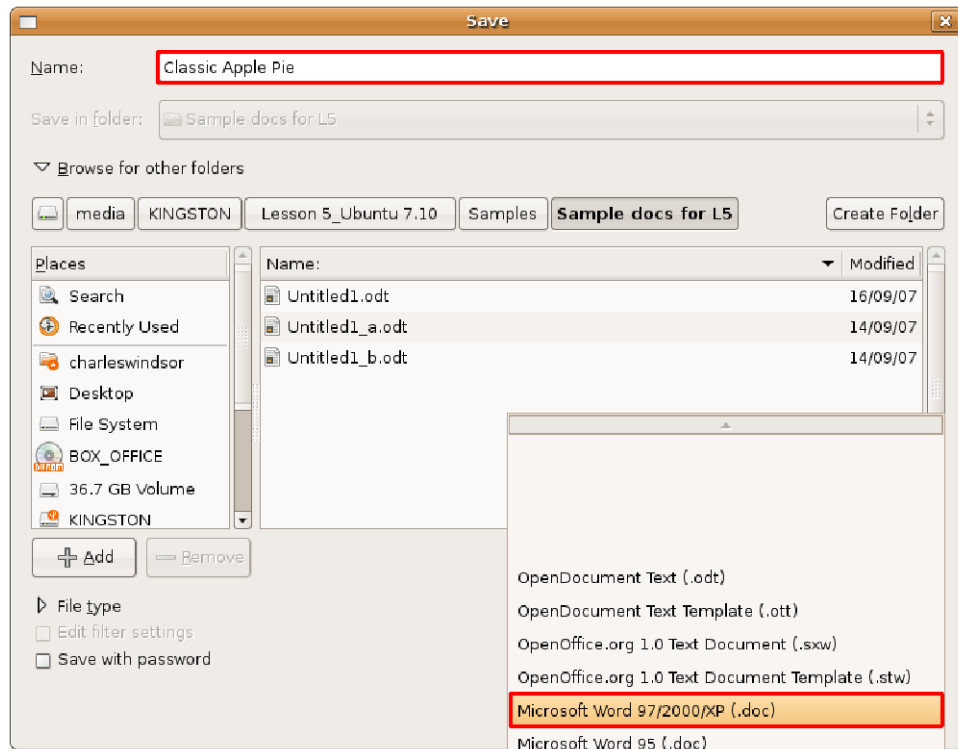 Save
Name: Classic Apple Pie
Save in folder: Sample docs for L5
Browse for other folders
media KINGSTON Lesson 5_Ubuntu 7.10 Samples Sample docs for L5 Create Folder
Places
Search
Recently Used
charleswindsor
Desktop
File System
BOX_OFFICE
36.7 GB Volume
KINGSTON
Name: Modified
Untitled1.odt 16/09/07
Untitled1_a.odt 14/09/07
Untitled1_b.odt 14/09/07
Add Remove
File type
Edit filter settings
Save with password
OpenDocument Text (.odt)
OpenDocument Text Template (.ott)
OpenOffice.org 1.0 Text Document (.sxw)
OpenOffice.org 1.0 Text Document Template (.stw)
Microsoft Word 97/2000/XP (.doc)
Microsoft Word 95 (.doc)